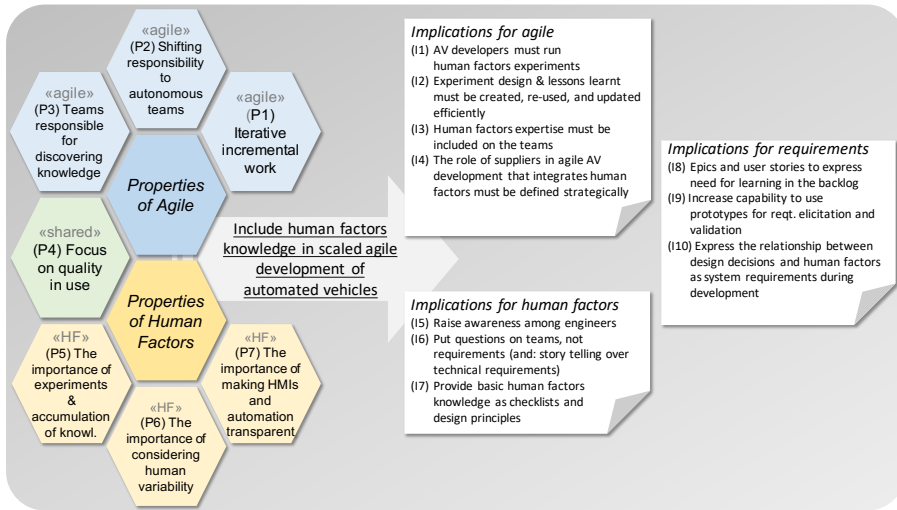 «agile»
(P2) Shifting
responsibility
to
autonomous
teams
«agile»
(P3) Teams
responsible
for
discovering
knowledge
«agile»
(P1)
Iterative
incremental
work
Properties
of Agile
«shared»
(P4) Focus
on quality
in use
Properties
of Human
Factors
«HF»
(P5) The
importance of
experiments
&
accumulation
of knowl.
«HF»
(P6) The
importance of
considering
human
variability
«HF»
(P7) The
importance of
making HMIs
and
automation
transparent
Include human factors
knowledge in scaled agile
development of
automated vehicles
Implications for agile
(I1) AV developers must run
human factors experiments
(I2) Experiment design & lessons learnt
must be created, re-used, and updated
efficiently
(I3) Human factors expertise must be
included on the teams
(I4) The role of suppliers in agile AV
development that integrates human
factors must be defined strategically
Implications for human factors
(I5) Raise awareness among engineers
(I6) Put questions on teams, not
requirements (and: story telling over
technical requirements)
(I7) Provide basic human factors
knowledge as checklists and
design principles
Implications for requirements
(I8) Epics and user stories to express
need for learning in the backlog
(I9) Increase capability to use
prototypes for reqt. elicitation and
validation
(I10) Express the relationship between
design decisions and human factors
as system requirements during
development